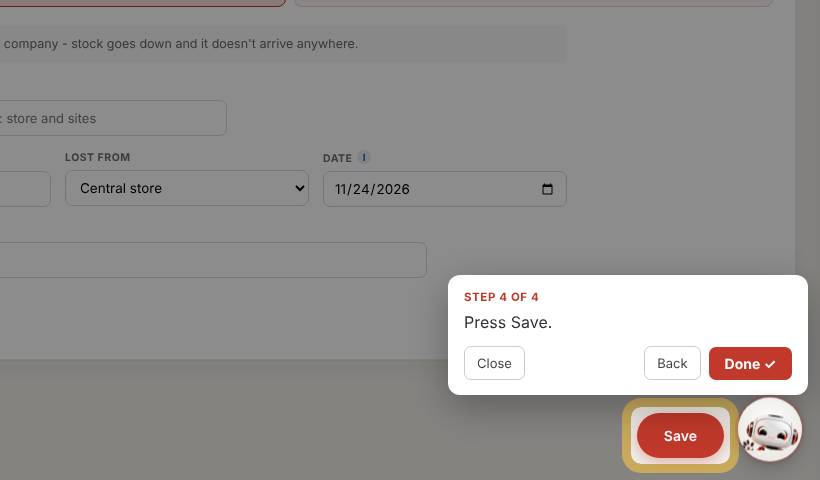 company - stock goes down and it doesn't arrive anywhere.
: store and sites
LOST FROM
DATE i
Central store
11/24/2026
STEP 4 OF 4
Press Save.
Close
Back
Done ✓
Save